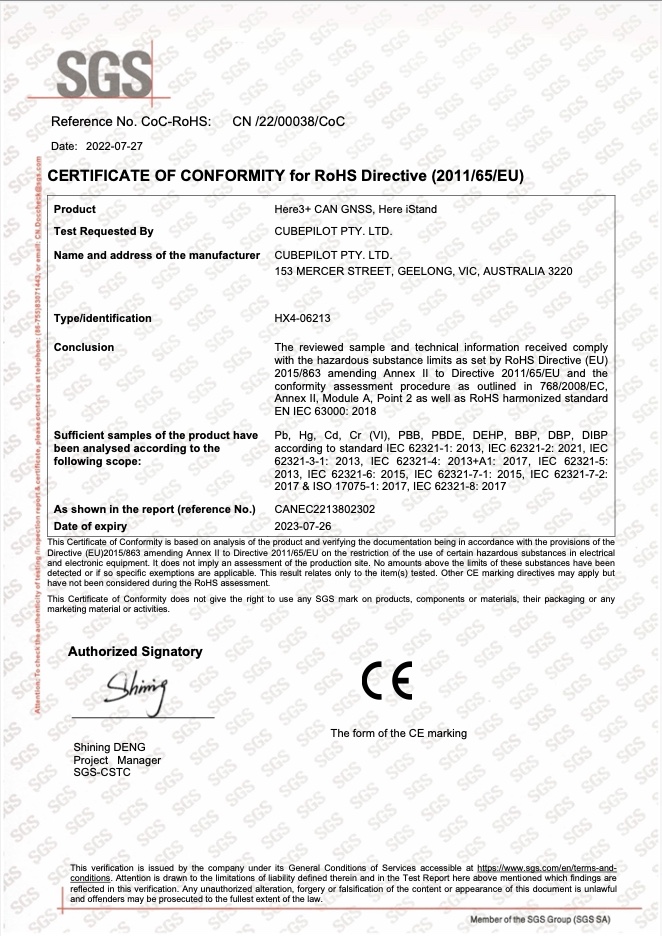 SGS
Reference No. CoC-RoHS: CN /22/00038/CoC
Date: 2022-07-27
CERTIFICATE OF CONFORMITY for RoHS Directive (2011/65/EU)
Product Here3+ CAN GNSS, Here iStand
Test Requested By CUBEPILOT PTY. LTD.
Name and address of the manufacturer CUBEPILOT PTY. LTD.
153 MERCER STREET, GEELONG, VIC, AUSTRALIA 3220
Type/identification HX4-06213
Conclusion The reviewed sample and technical information received comply
with the hazardous substance limits as set by RoHS Directive (EU)
2015/863 amending Annex II to Directive 2011/65/EU and the
conformity assessment procedure as outlined in 768/2008/EC,
Annex II, Module A, Point 2 as well as RoHS harmonized standard
EN IEC 63000: 2018
Sufficient samples of the product have Pb, Hg, Cd, Cr (VI), PBB, PBDE, DEHP, BBP, DBP, DIBP
been analysed according to the according to standard IEC 62321-1: 2013, IEC 62321-2: 2021, IEC
following scope: 62321-3-1: 2013, IEC 62321-4: 2013+A1: 2017, IEC 62321-5:
2013, IEC 62321-6: 2015, IEC 62321-7-1: 2015, IEC 62321-7-2:
2017 & ISO 17075-1: 2017, IEC 62321-8: 2017
As shown in the report (reference No.) CANEC2213802302
Date of expiry 2023-07-26
This Certificate of Conformity is based on analysis of the product and verifying the documentation being in accordance with the provisions of the
Directive (EU)2015/863 amending Annex II to Directive 2011/65/EU on the restriction of the use of certain hazardous substances in electrical
and electronic equipment. It does not imply an assessment of the production site. No amounts above the limits of these substances have been
detected or if so specific exemptions are applicable. This result relates only to the item(s) tested. Other CE marking directives may apply but
have not been considered during the RoHS assessment.
This Certificate of Conformity does not give the right to use any SGS mark on products, components or materials, their packaging or any
marketing material or activities.
Authorized Signatory
Shining
CE
The form of the CE marking
Shining DENG
Project Manager
SGS-CSTC
This verification is issued by the company under its General Conditions of Services accessible at https://www.sgs.com/en/terms-and-
conditions. Attention is drawn to the limitations of liability defined therein and in the Test Report here above mentioned which findings are
reflected in this verification. Any unauthorized alteration, forgery or falsification of the content or appearance of this document is unlawful
and offenders may be prosecuted to the fullest extent of the law.
Member of the SGS Group (SGS SA)
Attention: To check the authenticity of testing /inspection report & certificate, please contact us at telephone: (86-755)83071443, or email: CN.Doccheck@sgs.com